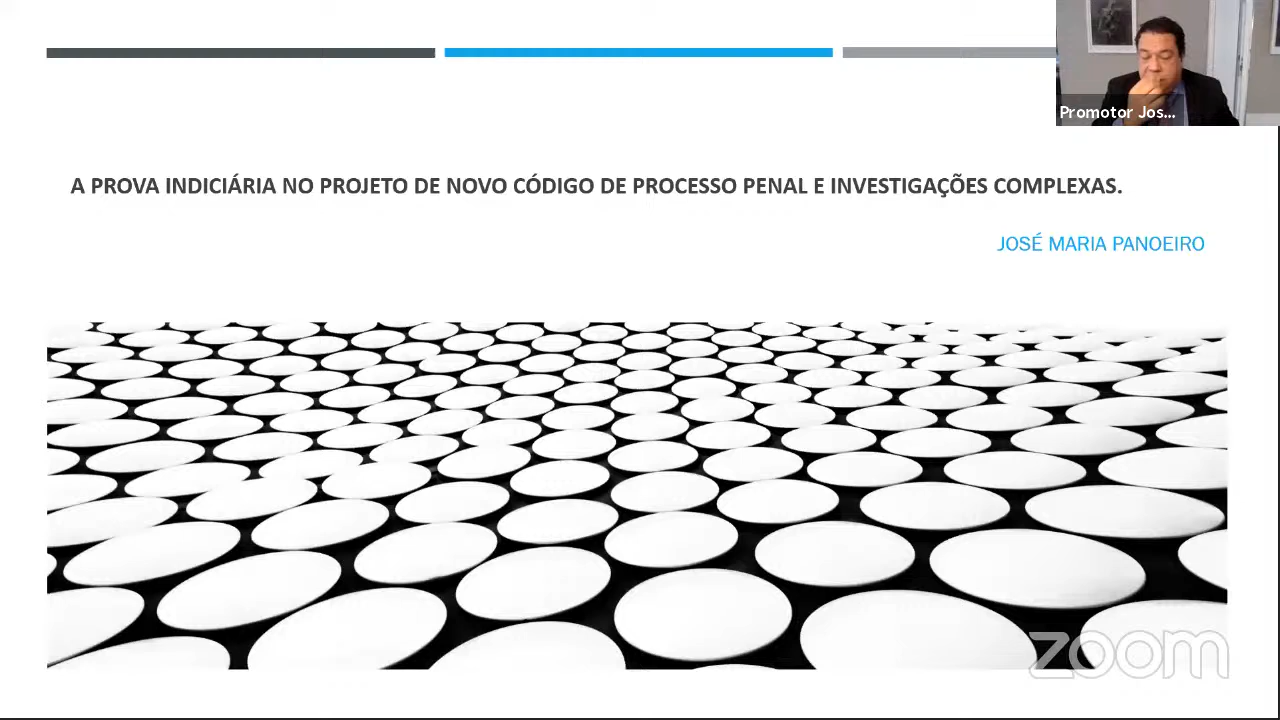 Promotor Jos...
A PROVA INDICIÁRIA NO PROJETO DE NOVO CÓDIGO DE PROCESSO PENAL E INVESTIGAÇÕES COMPLEXAS.
JOSÉ MARIA PANOEIRO
zoom